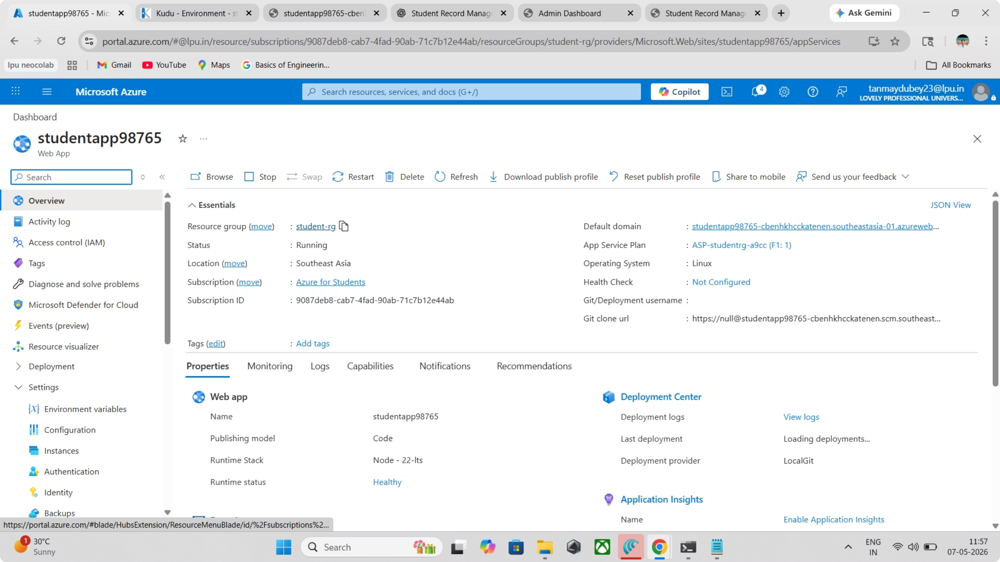 studentapp98765 - Mic
Kudu - Environment - st
studentapp98765-cbenl
Student Record Manag
Admin Dashboard
Student Record Manag
Ask Gemini
portal.azure.com/#@lpu.in/resource/subscriptions/9087deb8-cab7-4fad-90ab-71c7b12e44ab/resourceGroups/student-rg/providers/Microsoft.Web/sites/studentapp98765/appServices
lpu neocolab
Gmail
YouTube
Maps
Basics of Engineerin...
All Bookmarks
Microsoft Azure
Search resources, services, and docs (G+/)
Copilot
4
tanmaydubey23@lpu.in
LOVELY PROFESSIONAL UNIVERS...
Dashboard
studentapp98765
Web App
Search
Browse
Stop
Swap
Restart
Delete
Refresh
Download publish profile
Reset publish profile
Share to mobile
Send us your feedback
Overview
Activity log
Access control (IAM)
Tags
Diagnose and solve problems
Microsoft Defender for Cloud
Events (preview)
Resource visualizer
Deployment
Settings
Environment variables
Configuration
Instances
Authentication
Identity
Backups
Essentials
JSON View
Resource group (move) : student-rg
Status : Running
Location (move) : Southeast Asia
Subscription (move) : Azure for Students
Subscription ID : 9087deb8-cab7-4fad-90ab-71c7b12e44ab
Default domain : studentapp98765-cbenhkhcckatenen.southeastasia-01.azureweb...
App Service Plan : ASP-studentrg-a9cc (F1: 1)
Operating System : Linux
Health Check : Not Configured
Git/Deployment username :
Git clone url : https://null@studentapp98765-cbenhkhcckatenen.scm.southeast...
Tags (edit) : Add tags
Properties
Monitoring
Logs
Capabilities
Notifications
Recommendations
Web app
Name studentapp98765
Publishing model Code
Runtime Stack Node - 22-lts
Runtime status Healthy
Deployment Center
Deployment logs View logs
Last deployment Loading deployments...
Deployment provider LocalGit
Application Insights
Name Enable Application Insights
https://portal.azure.com/#blade/HubsExtension/ResourceMenuBlade/id/%2Fsubscriptions%2...
1
30°C
Sunny
Search
ENG
IN
11:57
07-05-2026